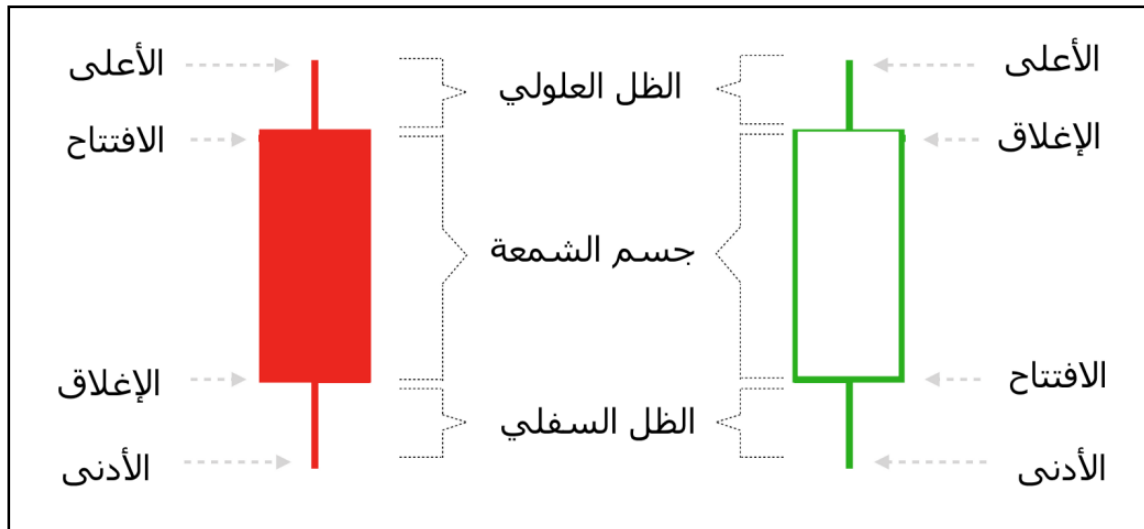 الأعلى
الظل العلولي
الأعلى
الإغلاق
الافتتاح
جسم الشمعة
الافتتاح
الإغلاق
الظل السفلي
الأدنى
الأدنى